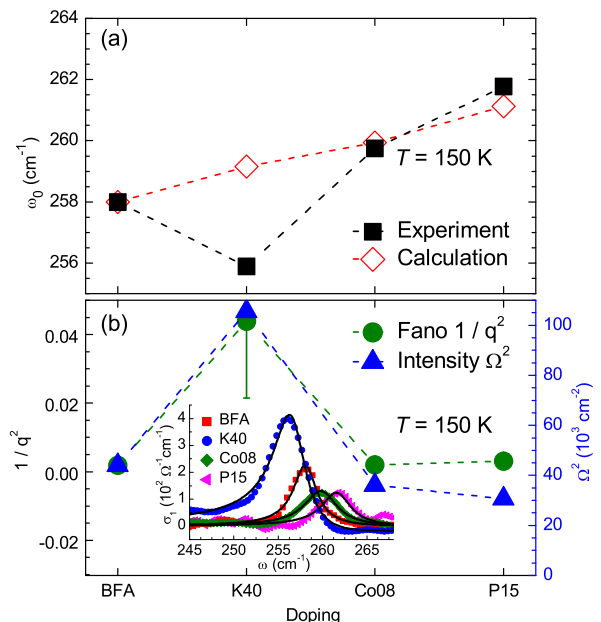 264
(a)
262
260
258
256
ω0 (cm-1)
T = 150 K
Experiment
Calculation
(b)
0.04
0.02
0.00
-0.02
1 / q2
Fano 1 / q2
Intensity Ω2
T = 150 K
100
80
60
40
20
0
Ω2 (103 cm-2)
4
3
2
1
0
σ1 (102 Ω-1cm-1)
BFA
K40
Co08
P15
245 250 255 260 265
ω (cm-1)
BFA K40 Co08 P15
Doping